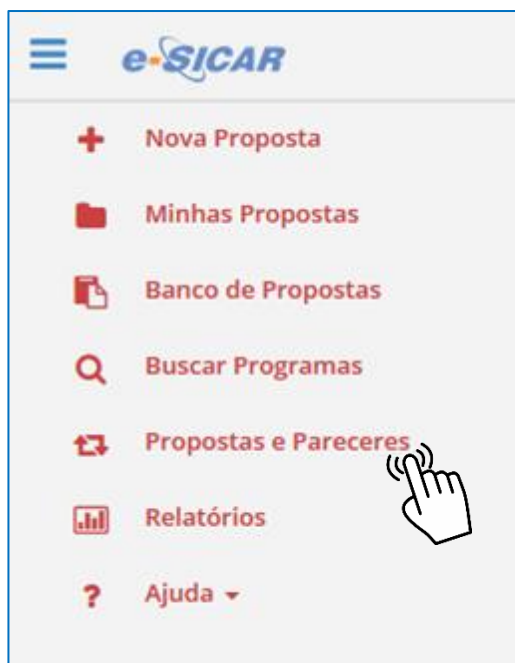 e-SICAR
Nova Proposta
Minhas Propostas
Banco de Propostas
Buscar Programas
Propostas e Pareceres
Relatórios
? Ajuda